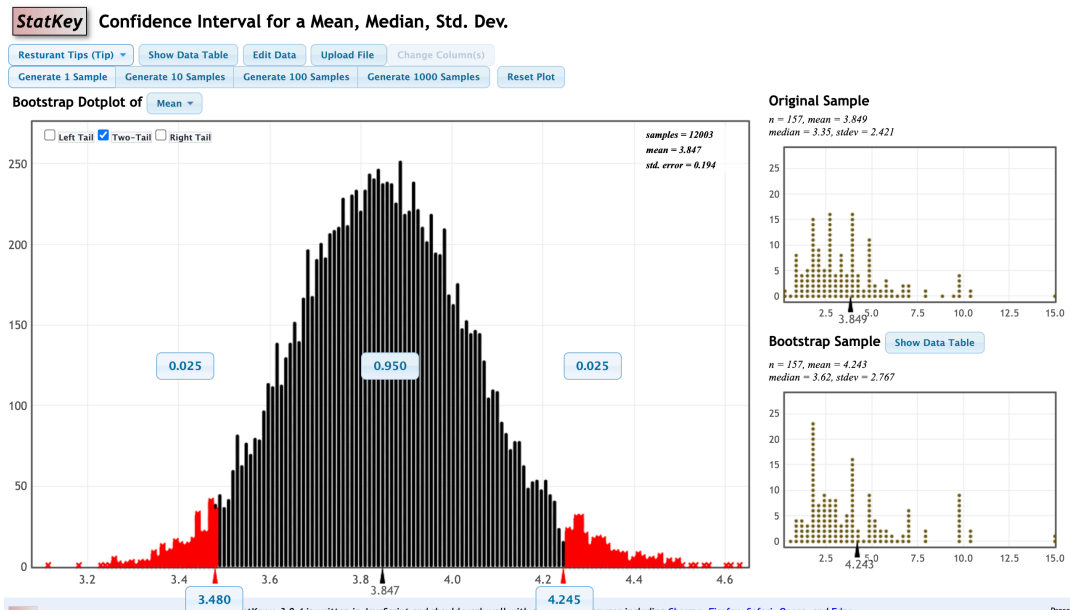 StatKey Confidence Interval for a Mean, Median, Std. Dev.
Resturant Tips (Tip) Show Data Table Edit Data Upload File Change Column(s)
Generate 1 Sample Generate 10 Samples Generate 100 Samples Generate 1000 Samples Reset Plot
Bootstrap Dotplot of Mean
Left Tail Two-Tail Right Tail
samples = 12003
mean = 3.847
std. error = 0.194
250
200
150
100
50
0
0.025 0.950 0.025
3.2 3.4 3.6 3.8 4.0 4.2 4.4 4.6
3.847
3.480 4.245
Original Sample
n = 157, mean = 3.849
median = 3.35, stdev = 2.421
25
20
15
10
5
0
2.5 5.0 7.5 10.0 12.5 15.0
3.849
Bootstrap Sample Show Data Table
n = 157, mean = 4.243
median = 3.62, stdev = 2.767
25
20
15
10
5
0
2.5 5.0 7.5 10.0 12.5 15.0
4.243